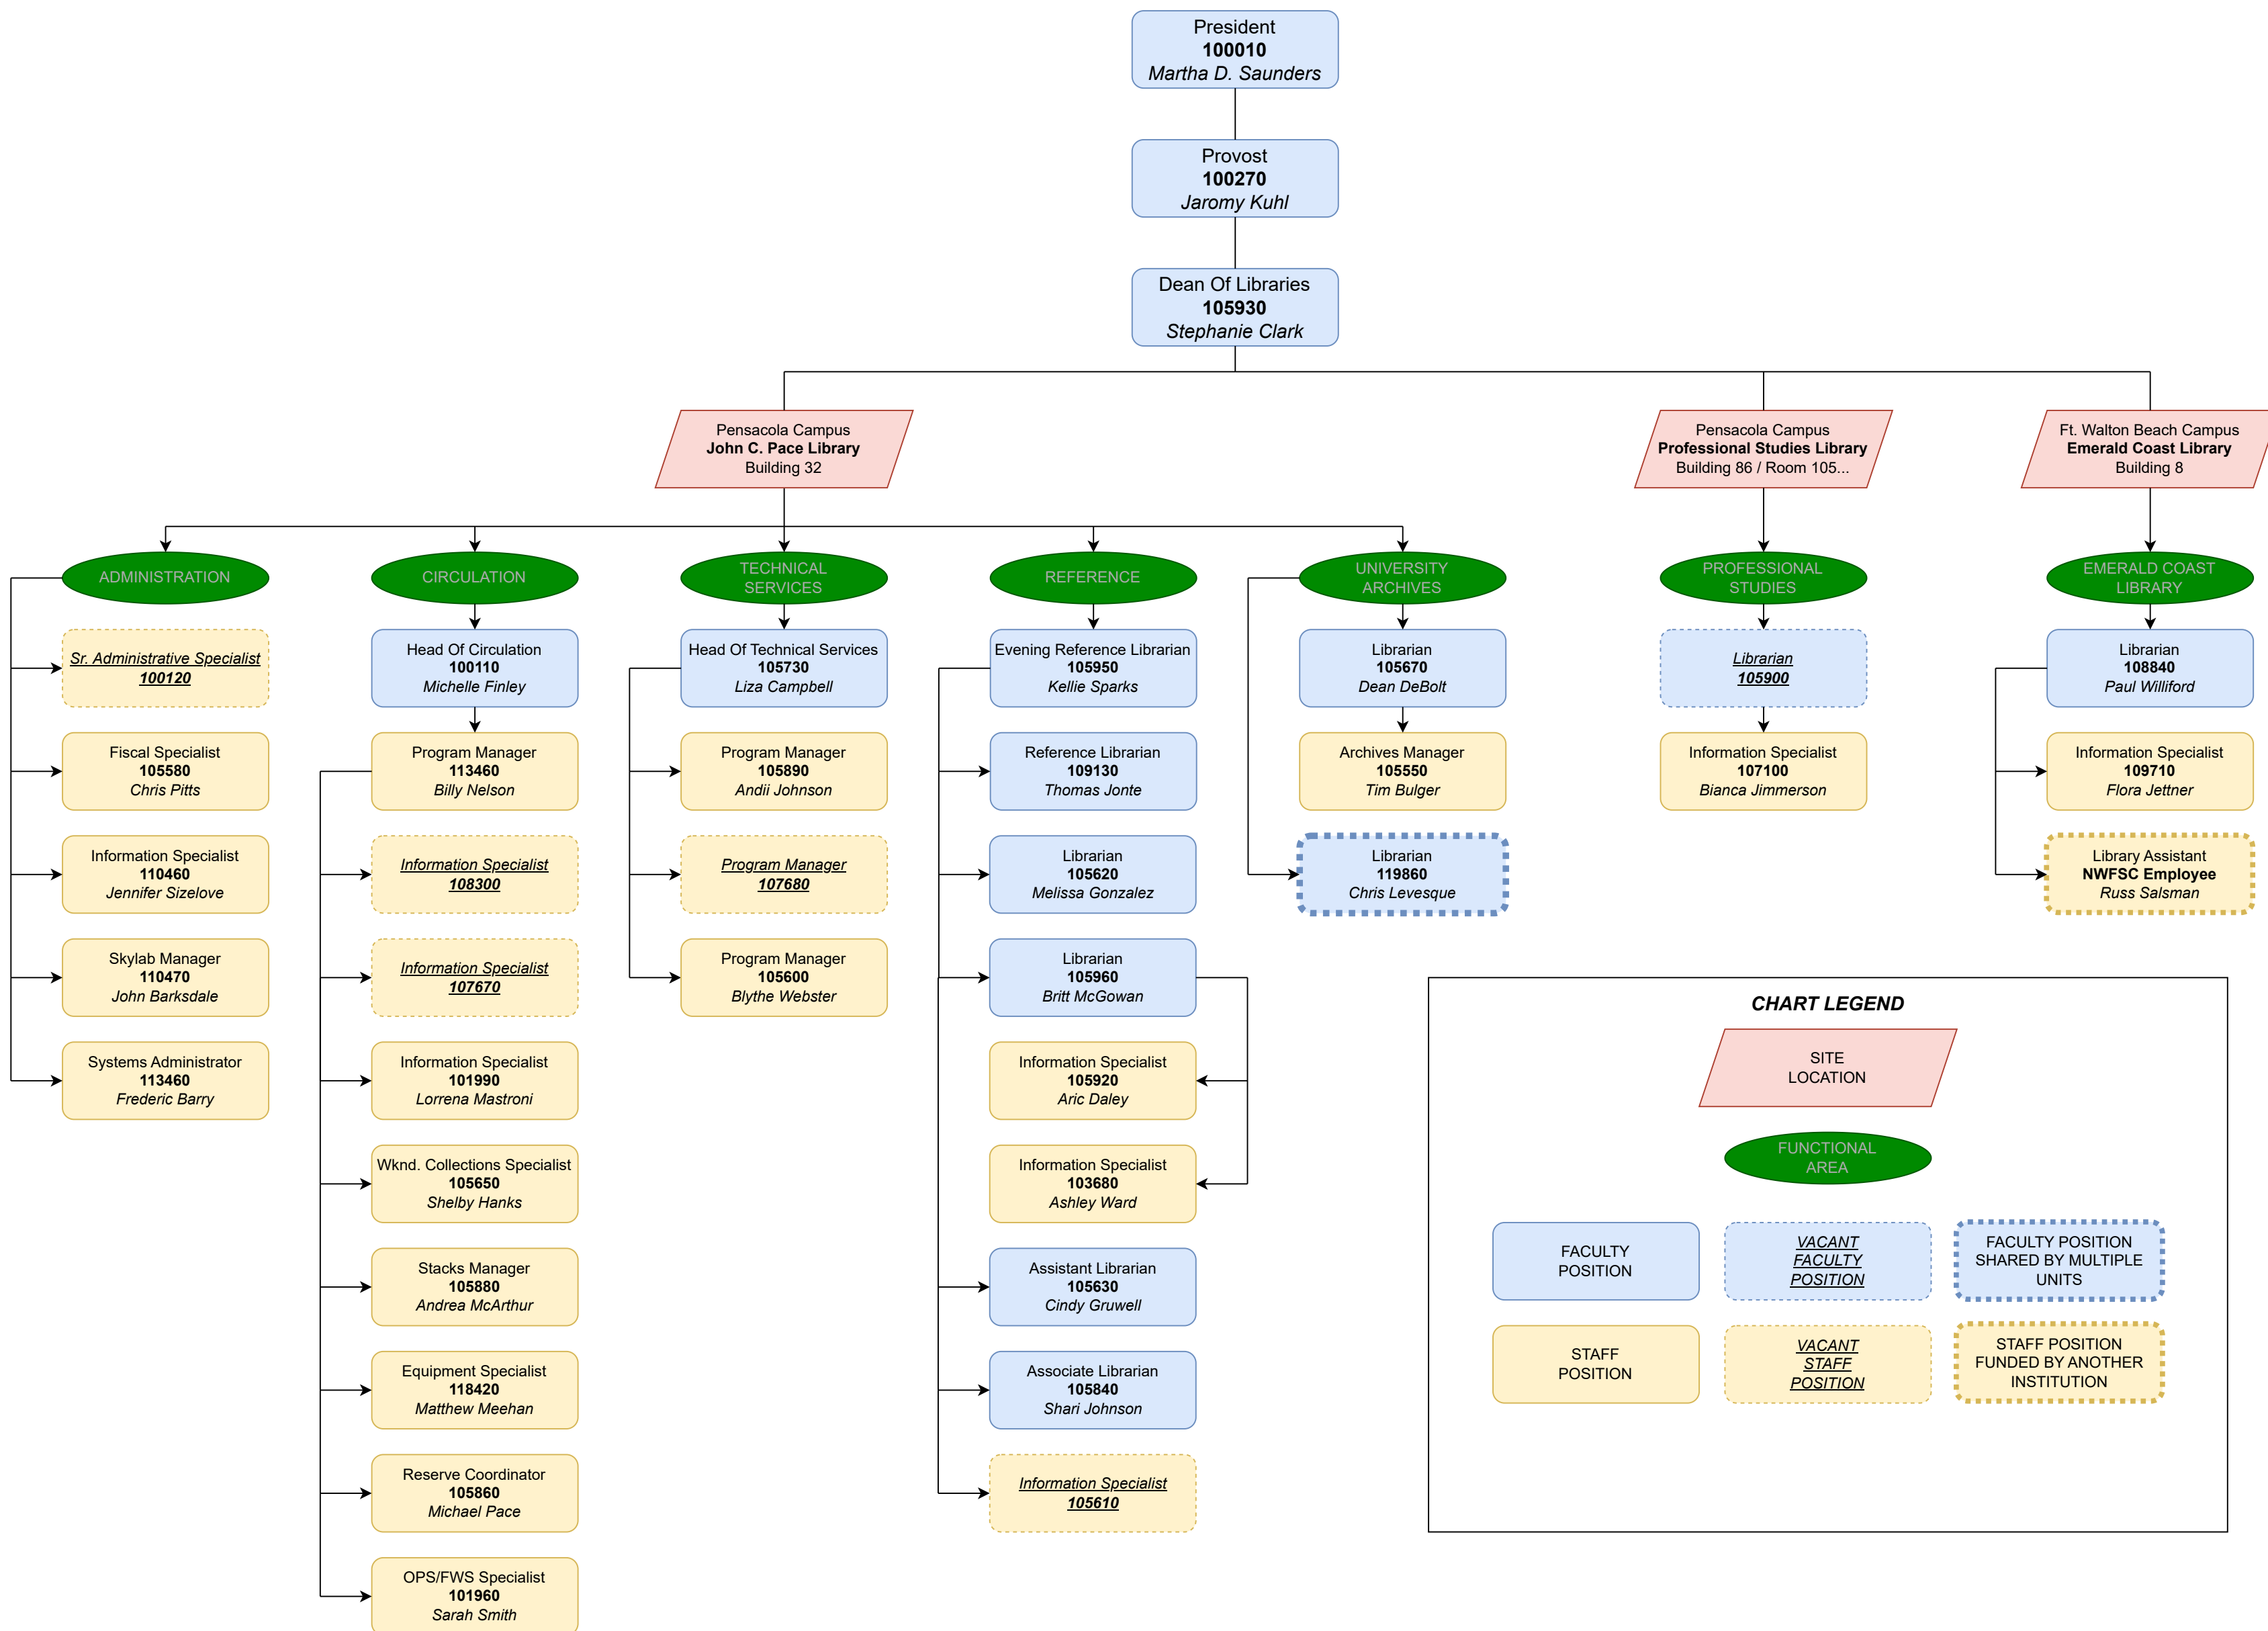 President
100010
Martha D. Saunders
Provost
100270
Jaromy Kuhl
Dean Of Libraries
105930
Stephanie Clark
Pensacola Campus
John C. Pace Library
Building 32
Pensacola Campus
Professional Studies Library
Building 86 / Room 105...
Ft. Walton Beach Campus
Emerald Coast Library
Building 8
ADMINISTRATION
Sr. Administrative Specialist
100120
Fiscal Specialist
105580
Chris Pitts
Information Specialist
110460
Jennifer Sizelove
Skylab Manager
110470
John Barksdale
Systems Administrator
113460
Frederic Barry
CIRCULATION
Head Of Circulation
100110
Michelle Finley
Program Manager
113460
Billy Nelson
Information Specialist
108300
Information Specialist
107670
Information Specialist
101990
Lorrena Mastroni
Wknd. Collections Specialist
105650
Shelby Hanks
Stacks Manager
105880
Andrea McArthur
Equipment Specialist
118420
Matthew Meehan
Reserve Coordinator
105860
Michael Pace
OPS/FWS Specialist
101960
Sarah Smith
TECHNICAL
SERVICES
Head Of Technical Services
105730
Liza Campbell
Program Manager
105890
Andii Johnson
Program Manager
107680
Program Manager
105600
Blythe Webster
REFERENCE
Evening Reference Librarian
105950
Kellie Sparks
Reference Librarian
109130
Thomas Jonte
Librarian
105620
Melissa Gonzalez
Librarian
105960
Britt McGowan
Information Specialist
105920
Aric Daley
Information Specialist
103680
Ashley Ward
Assistant Librarian
105630
Cindy Gruwell
Associate Librarian
105840
Shari Johnson
Information Specialist
105610
UNIVERSITY
ARCHIVES
Librarian
105670
Dean DeBolt
Archives Manager
105550
Tim Bulger
Librarian
119860
Chris Levesque
PROFESSIONAL
STUDIES
Librarian
105900
Information Specialist
107100
Bianca Jimmerson
EMERALD COAST
LIBRARY
Librarian
108840
Paul Williford
Information Specialist
109710
Flora Jettner
Library Assistant
NWFSC Employee
Russ Salsman
CHART LEGEND
SITE
LOCATION
FUNCTIONAL
AREA
FACULTY
POSITION
VACANT
FACULTY
POSITION
FACULTY POSITION
SHARED BY MULTIPLE
UNITS
STAFF
POSITION
VACANT
STAFF
POSITION
STAFF POSITION
FUNDED BY ANOTHER
INSTITUTION